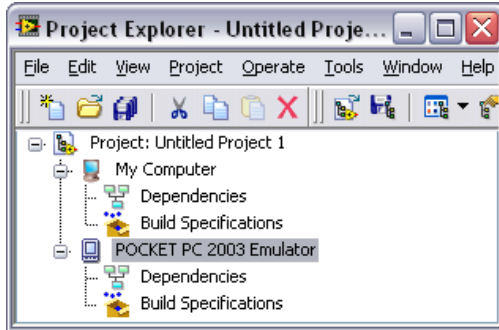 Project Explorer - Untitled Proje...
File Edit View Project Operate Tools Window Help
Project: Untitled Project 1
My Computer
Dependencies
Build Specifications
POCKET PC 2003 Emulator
Dependencies
Build Specifications